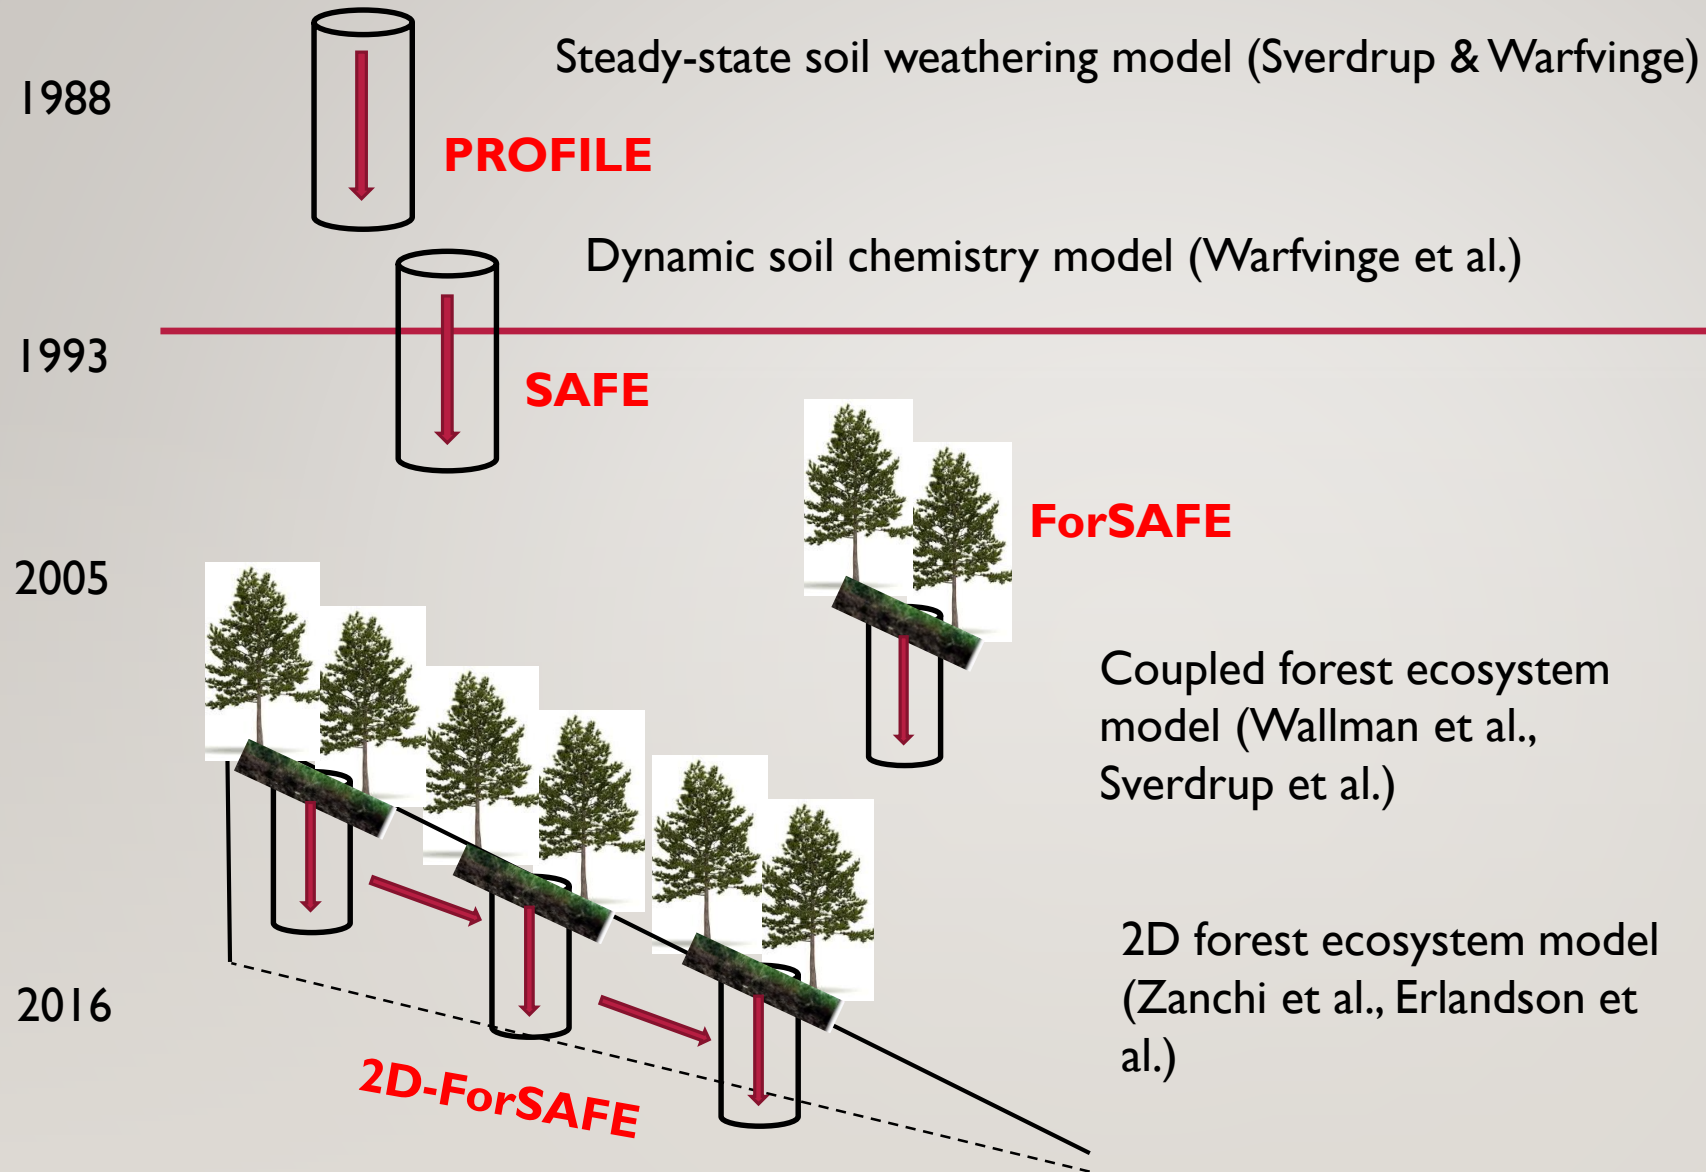 Steady-state soil weathering model (Sverdrup & Warfvinge)
1988
PROFILE
Dynamic soil chemistry model (Warfvinge et al.)
1993
SAFE
ForSAFE
2005
Coupled forest ecosystem
model (Wallman et al.,
Sverdrup et al.)
2D forest ecosystem model
(Zanchi et al., Erlandson et
al.)
2016
2D-ForSAFE